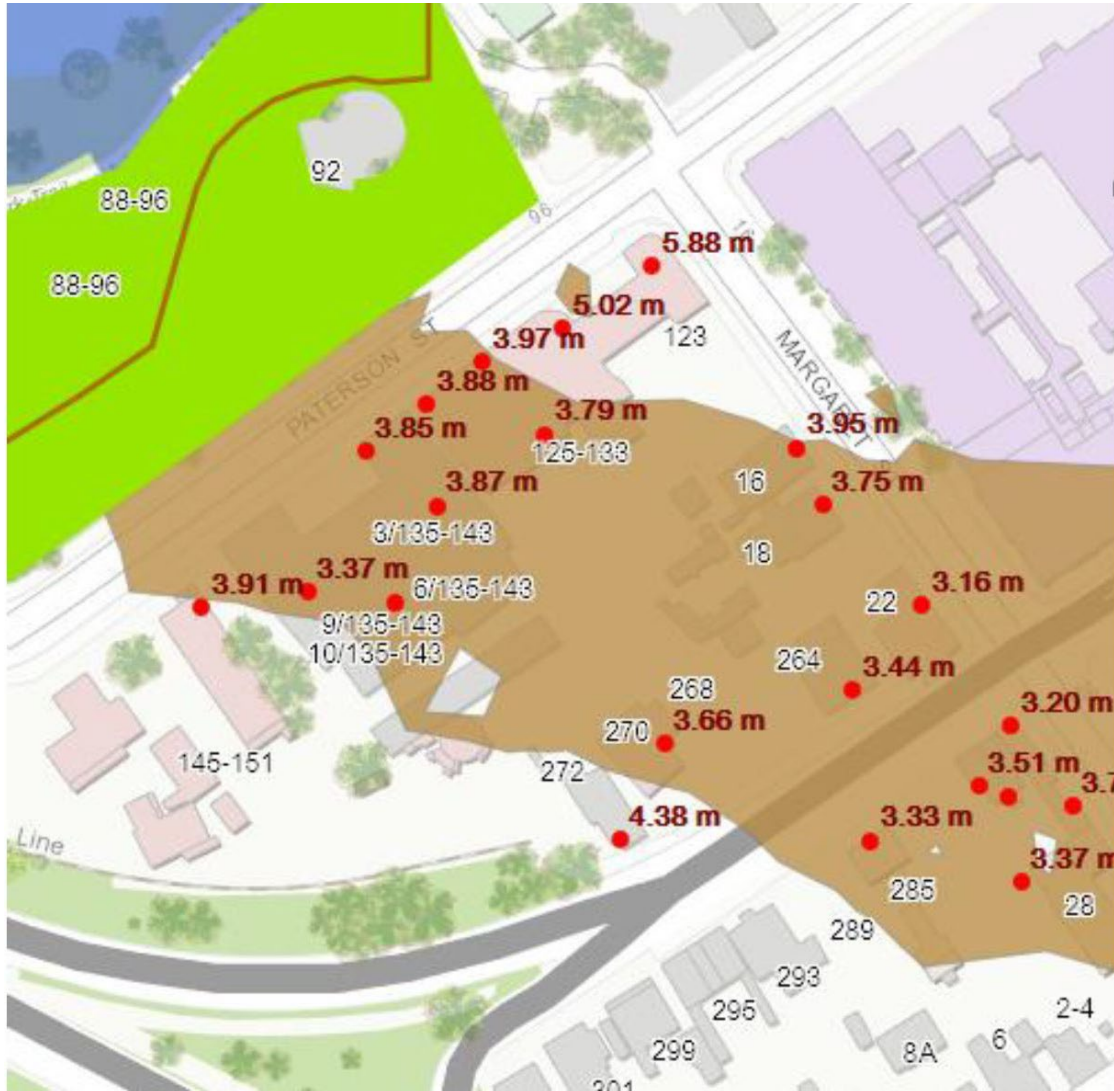 92
88-96
88-96
96
5.88 m
5.02 m
123
3.97 m
PATERSON ST
MARGARET ST
3.88 m
3.79 m
3.95 m
3.85 m
125-133
16
3.87 m
3.75 m
3/135-143
18
3.91 m
3.37 m
6/135-143
22
3.16 m
9/135-143
10/135-143
264
3.44 m
268
3.66 m
3.20 m
270
145-151
272
3.51 m
4.38 m
3.33 m
Line
3.37 m
285
28
289
293
295
2-4
299
8A
6
301